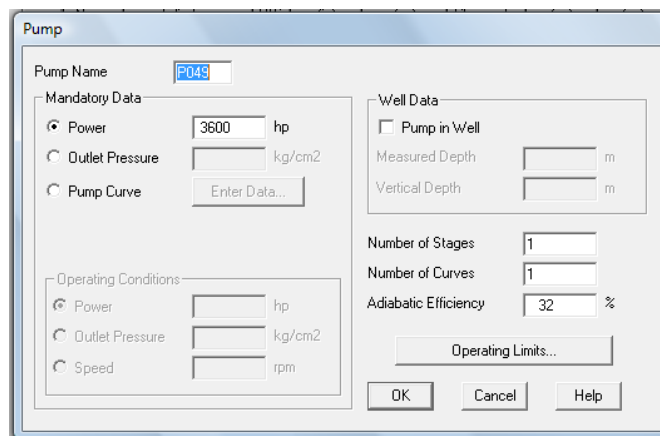 Pump
Pump Name P049
Mandatory Data
Power 3600 hp
Outlet Pressure kg/cm2
Pump Curve Enter Data...
Operating Conditions
Power hp
Outlet Pressure kg/cm2
Speed rpm
Well Data
Pump in Well
Measured Depth m
Vertical Depth m
Number of Stages 1
Number of Curves 1
Adiabatic Efficiency 32 %
Operating Limits...
OK Cancel Help